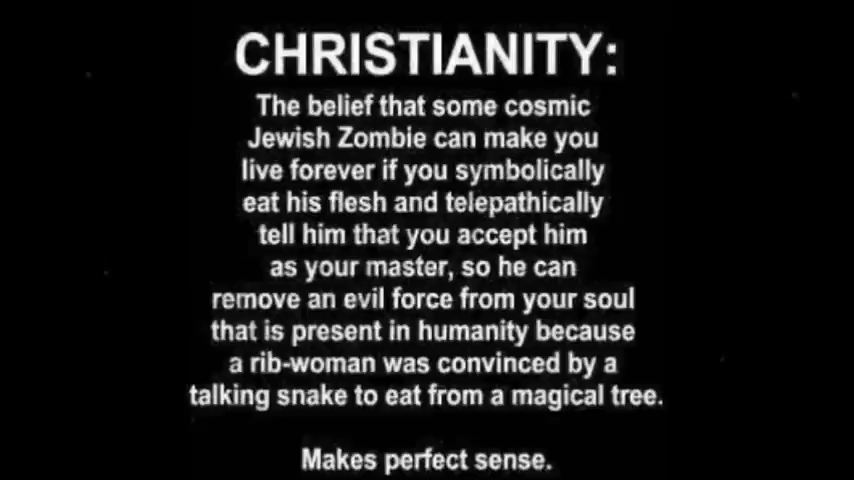 CHRISTIANITY:
The belief that some cosmic
Jewish Zombie can make you
live forever if you symbolically
eat his flesh and telepathically
tell him that you accept him
as your master, so he can
remove an evil force from your soul
that is present in humanity because
a rib-woman was convinced by a
talking snake to eat from a magical tree.
Makes perfect sense.